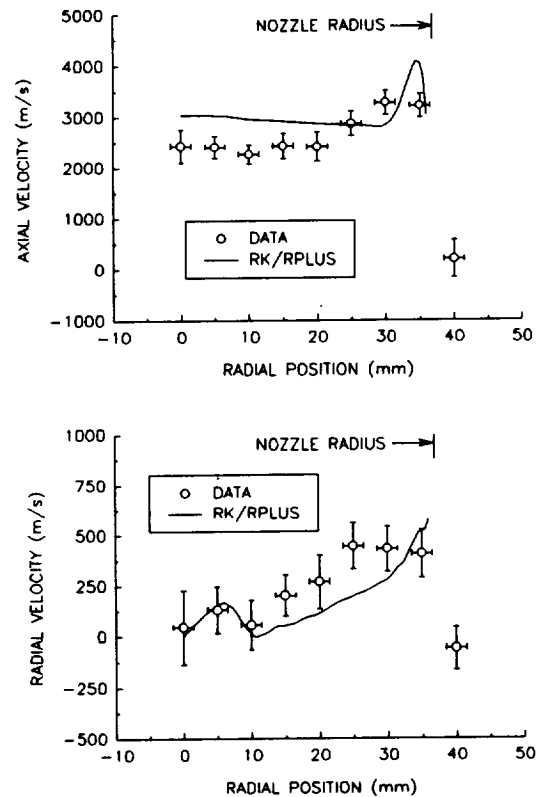 NOZZLE RADIUS
5000
4000
3000
2000
1000
0
-1000
AXIAL VELOCITY (m/s)
DATA
RK/RPLUS
-10 0 10 20 30 40 50
RADIAL POSITION (mm)
NOZZLE RADIUS
1000
750
500
250
0
-250
-500
RADIAL VELOCITY (m/s)
DATA
RK/RPLUS
-10 0 10 20 30 40 50
RADIAL POSITION (mm)